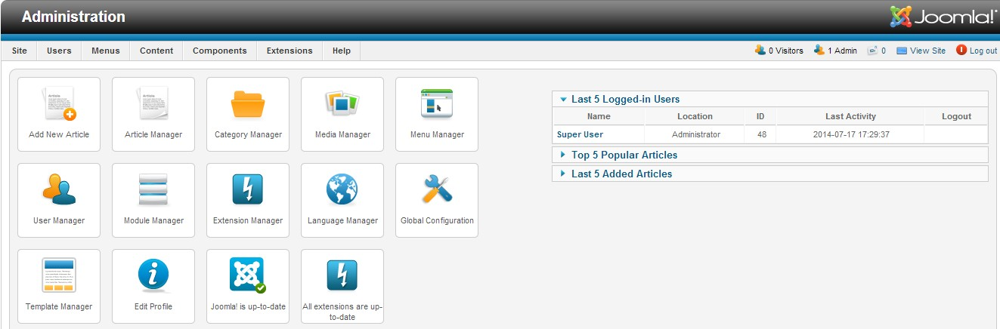 Administration
Joomla!®
Site Users Menus Content Components Extensions Help 0 Visitors 1 Admin 0 View Site Log out
Add New Article Article Manager Category Manager Media Manager Menu Manager
User Manager Module Manager Extension Manager Language Manager Global Configuration
Template Manager Edit Profile Joomla! is up-to-date All extensions are up-
to-date
Last 5 Logged-in Users
Name Location ID Last Activity Logout
Super User Administrator 48 2014-07-17 17:29:37
Top 5 Popular Articles
Last 5 Added Articles